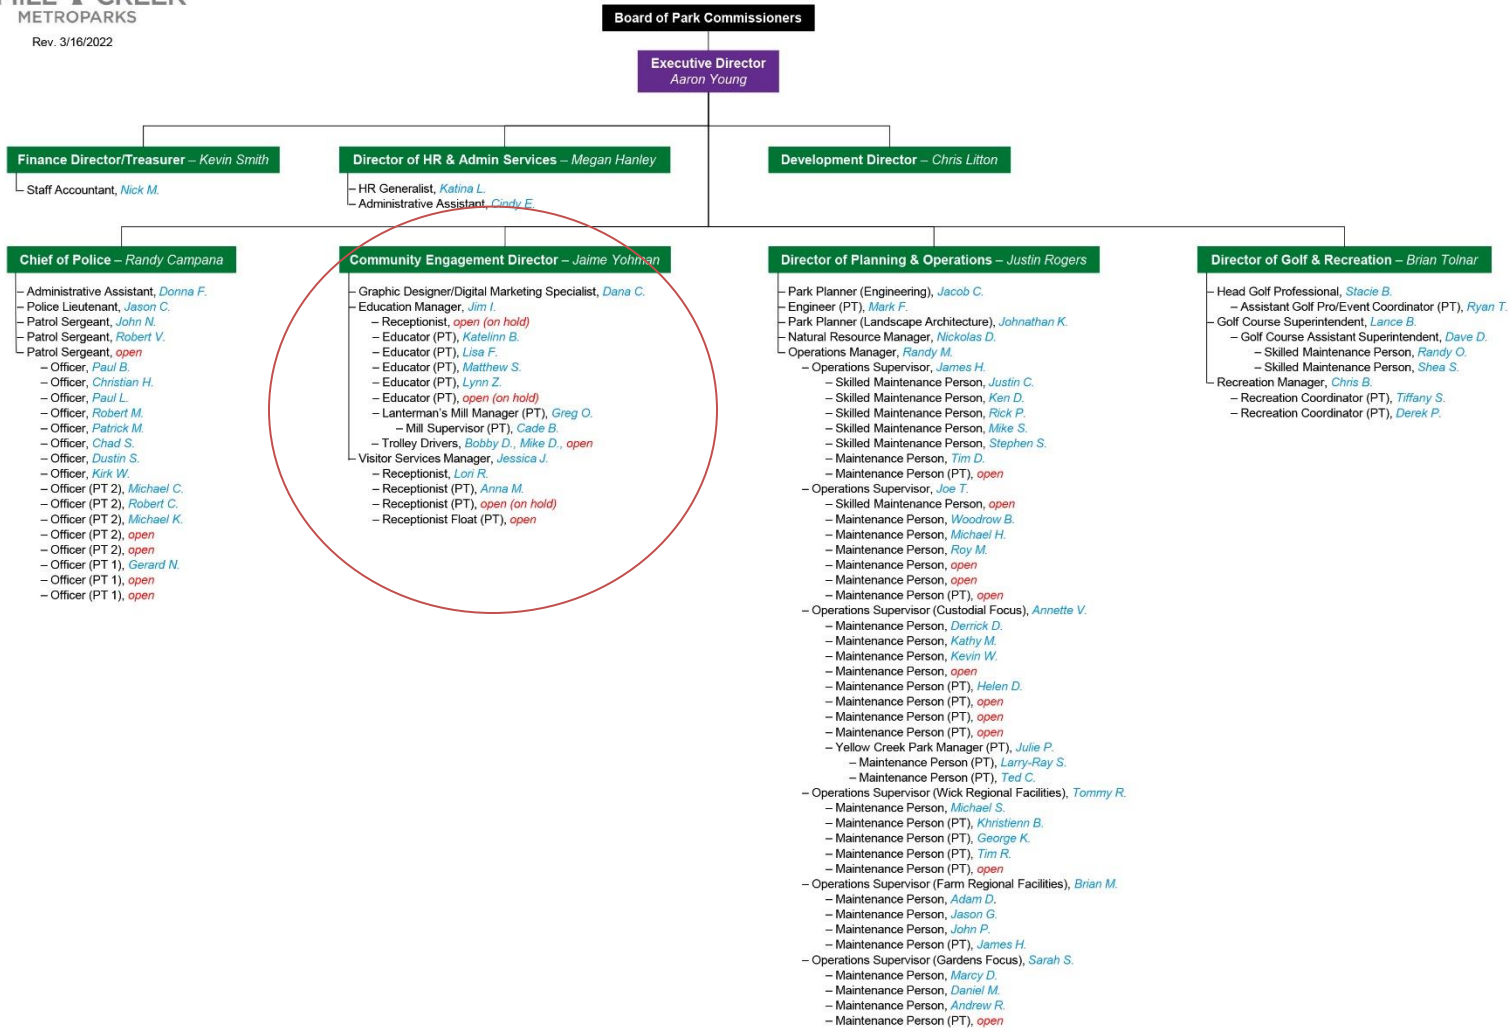 CREEK
METROPARKS
Rev. 3/16/2022
Board of Park Commissioners
Executive Director
Aaron Young
Finance Director/Treasurer – Kevin Smith
– Staff Accountant, Nick M.
Director of HR & Admin Services – Megan Hanley
– HR Generalist, Katina L.
– Administrative Assistant, Cindy E.
Development Director – Chris Litton
Chief of Police – Randy Campana
– Administrative Assistant, Donna F.
– Police Lieutenant, Jason C.
– Patrol Sergeant, John N.
– Patrol Sergeant, Robert V.
– Patrol Sergeant, open
– Officer, Paul B.
– Officer, Christian H.
– Officer, Paul L.
– Officer, Robert M.
– Officer, Patrick M.
– Officer, Chad S.
– Officer, Dustin S.
– Officer, Kirk W.
– Officer (PT 2), Michael C.
– Officer (PT 2), Robert C.
– Officer (PT 2), Michael K.
– Officer (PT 2), open
– Officer (PT 2), open
– Officer (PT 1), Gerard N.
– Officer (PT 1), open
– Officer (PT 1), open
Community Engagement Director – Jaime Yohman
– Graphic Designer/Digital Marketing Specialist, Dana C.
– Education Manager, Jim I.
– Receptionist, open (on hold)
– Educator (PT), Katelinn B.
– Educator (PT), Lisa F.
– Educator (PT), Matthew S.
– Educator (PT), Lynn Z.
– Educator (PT), open (on hold)
– Lanterman's Mill Manager (PT), Greg O.
– Mill Supervisor (PT), Cade B.
– Trolley Drivers, Bobby D., Mike D., open
– Visitor Services Manager, Jessica J.
– Receptionist, Lori R.
– Receptionist (PT), Anna M.
– Receptionist (PT), open (on hold)
– Receptionist Float (PT), open
Director of Planning & Operations – Justin Rogers
– Park Planner (Engineering), Jacob C.
– Engineer (PT), Mark F.
– Park Planner (Landscape Architecture), Johnathan K.
– Natural Resource Manager, Nickolas D.
– Operations Manager, Randy M.
– Operations Supervisor, James H.
– Skilled Maintenance Person, Justin C.
– Skilled Maintenance Person, Ken D.
– Skilled Maintenance Person, Rick P.
– Skilled Maintenance Person, Mike S.
– Skilled Maintenance Person, Stephen S.
– Maintenance Person, Tim D.
– Maintenance Person (PT), open
– Operations Supervisor, Joe T.
– Skilled Maintenance Person, open
– Maintenance Person, Woodrow B.
– Maintenance Person, Michael H.
– Maintenance Person, Roy M.
– Maintenance Person, open
– Maintenance Person, open
– Maintenance Person (PT), open
– Operations Supervisor (Custodial Focus), Annette V.
– Maintenance Person, Derrick D.
– Maintenance Person, Kathy M.
– Maintenance Person, Kevin W.
– Maintenance Person, open
– Maintenance Person (PT), Helen D.
– Maintenance Person (PT), open
– Maintenance Person (PT), open
– Maintenance Person (PT), open
– Yellow Creek Park Manager (PT), Julie P.
– Maintenance Person (PT), Larry-Ray S.
– Maintenance Person (PT), Ted C.
– Operations Supervisor (Wick Regional Facilities), Tommy R.
– Maintenance Person, Michael S.
– Maintenance Person (PT), Khristienn B.
– Maintenance Person (PT), George K.
– Maintenance Person (PT), Tim R.
– Maintenance Person (PT), open
– Operations Supervisor (Farm Regional Facilities), Brian M.
– Maintenance Person, Adam D.
– Maintenance Person, Jason G.
– Maintenance Person, John P.
– Maintenance Person (PT), James H.
– Operations Supervisor (Gardens Focus), Sarah S.
– Maintenance Person, Marcy D.
– Maintenance Person, Daniel M.
– Maintenance Person, Andrew R.
– Maintenance Person (PT), open
Director of Golf & Recreation – Brian Tolnar
– Head Golf Professional, Stacie B.
– Assistant Golf Pro/Event Coordinator (PT), Ryan T.
– Golf Course Superintendent, Lance B.
– Golf Course Assistant Superintendent, Dave D.
– Skilled Maintenance Person, Randy O.
– Skilled Maintenance Person, Shea S.
– Recreation Manager, Chris B.
– Recreation Coordinator (PT), Tiffany S.
– Recreation Coordinator (PT), Derek P.